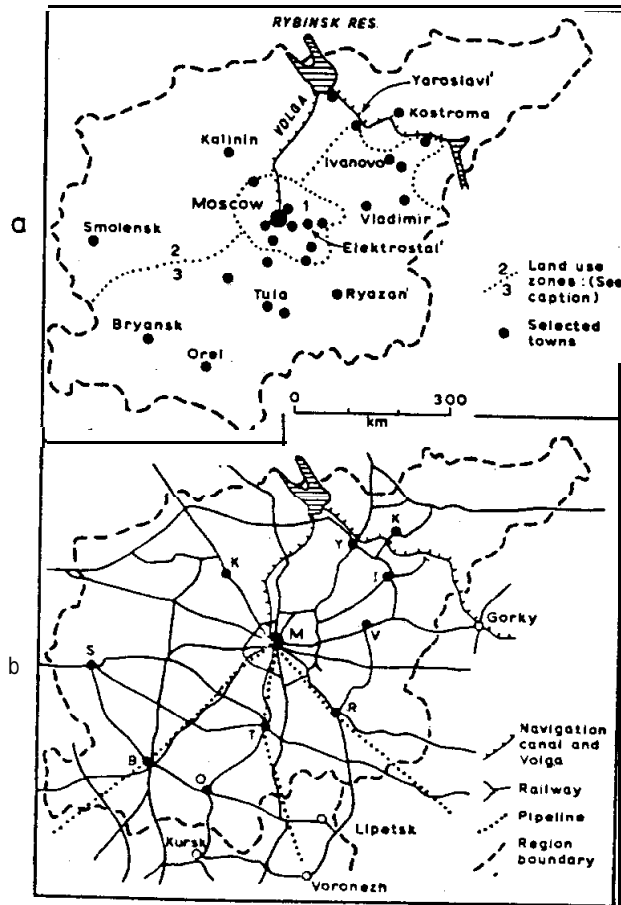 RYBINSK RES.
Yaroslavl'
Kostroma
VOLGA
Kalinin
Ivanovo
Moscow
1
Vladimir
a
Smolensk
Elektrostal'
2
3
2
3
Land use
zones: (See
caption)
Tula
Ryazan'
Bryansk
Selected
towns
Orel
0
300
km
K
Y
K
I
Gorky
M
V
b
S
R
T
Navigation
canal and
Volga
B
O
Railway
Lipetsk
Pipeline
Kursk
Region
boundary
Voronezh